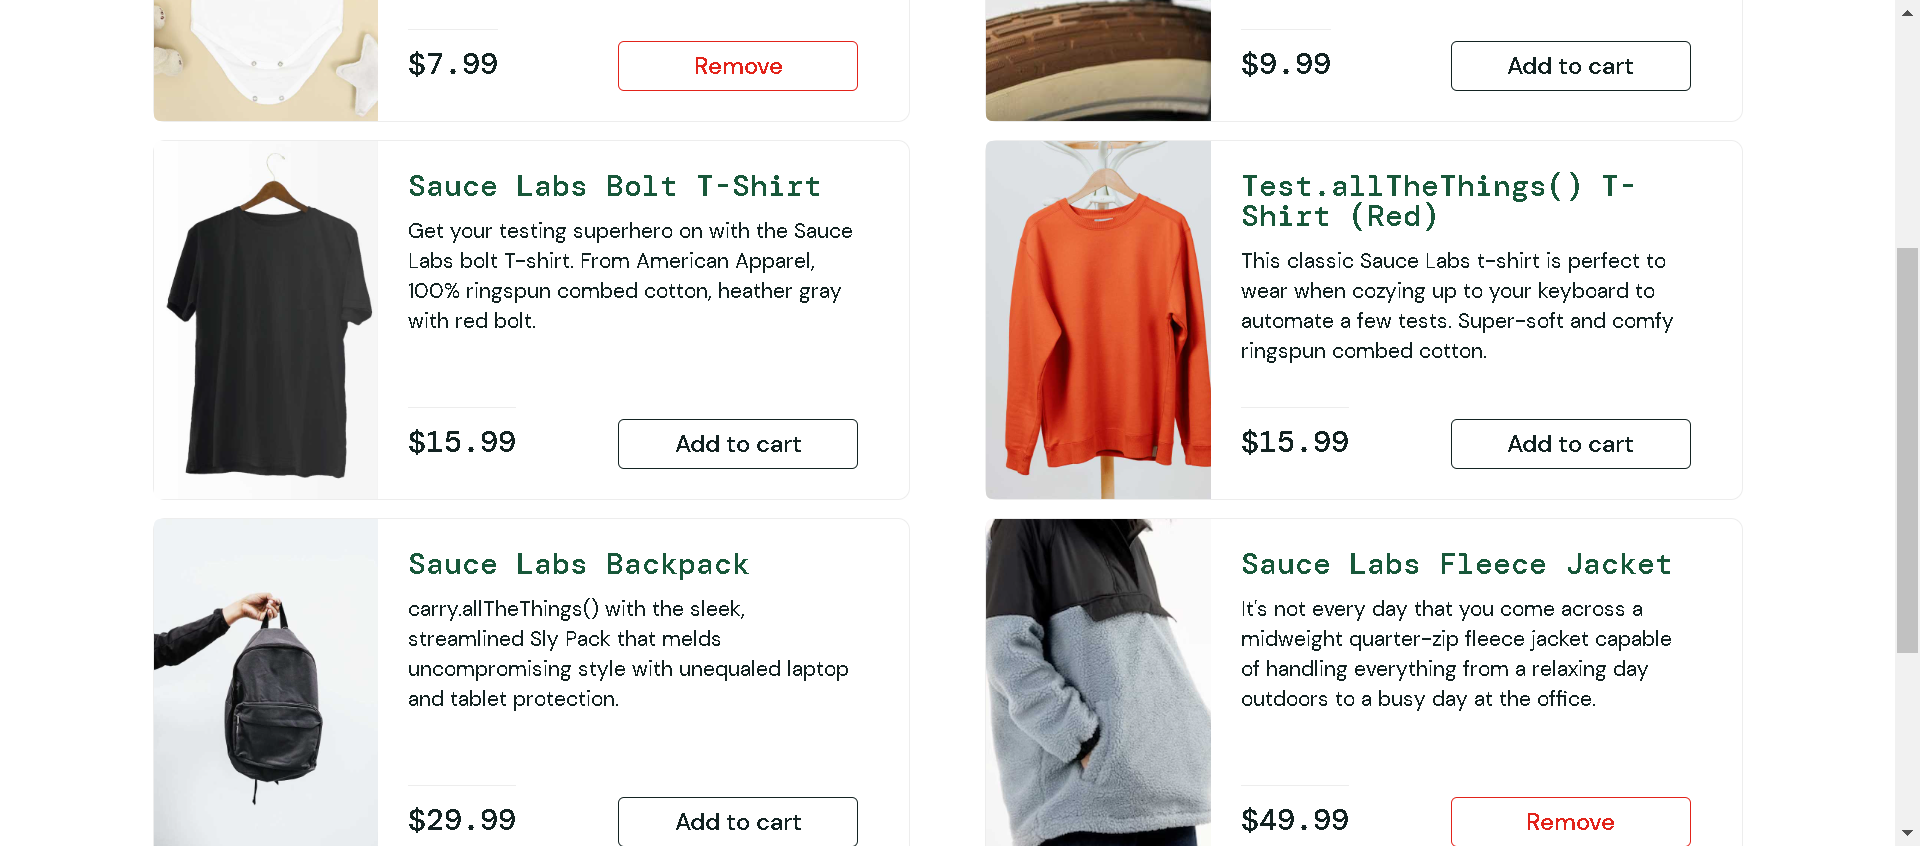 $7.99
Remove
$9.99
Add to cart
Sauce Labs Bolt T-Shirt
Get your testing superhero on with the Sauce
Labs bolt T-shirt. From American Apparel,
100% ringspun combed cotton, heather gray
with red bolt.
$15.99
Add to cart
Test.allTheThings() T-
Shirt (Red)
This classic Sauce Labs t-shirt is perfect to
wear when cozying up to your keyboard to
automate a few tests. Super-soft and comfy
ringspun combed cotton.
$15.99
Add to cart
Sauce Labs Backpack
carry.allTheThings() with the sleek,
streamlined Sly Pack that melds
uncompromising style with unequaled laptop
and tablet protection.
$29.99
Add to cart
Sauce Labs Fleece Jacket
It's not every day that you come across a
midweight quarter-zip fleece jacket capable
of handling everything from a relaxing day
outdoors to a busy day at the office.
$49.99
Remove